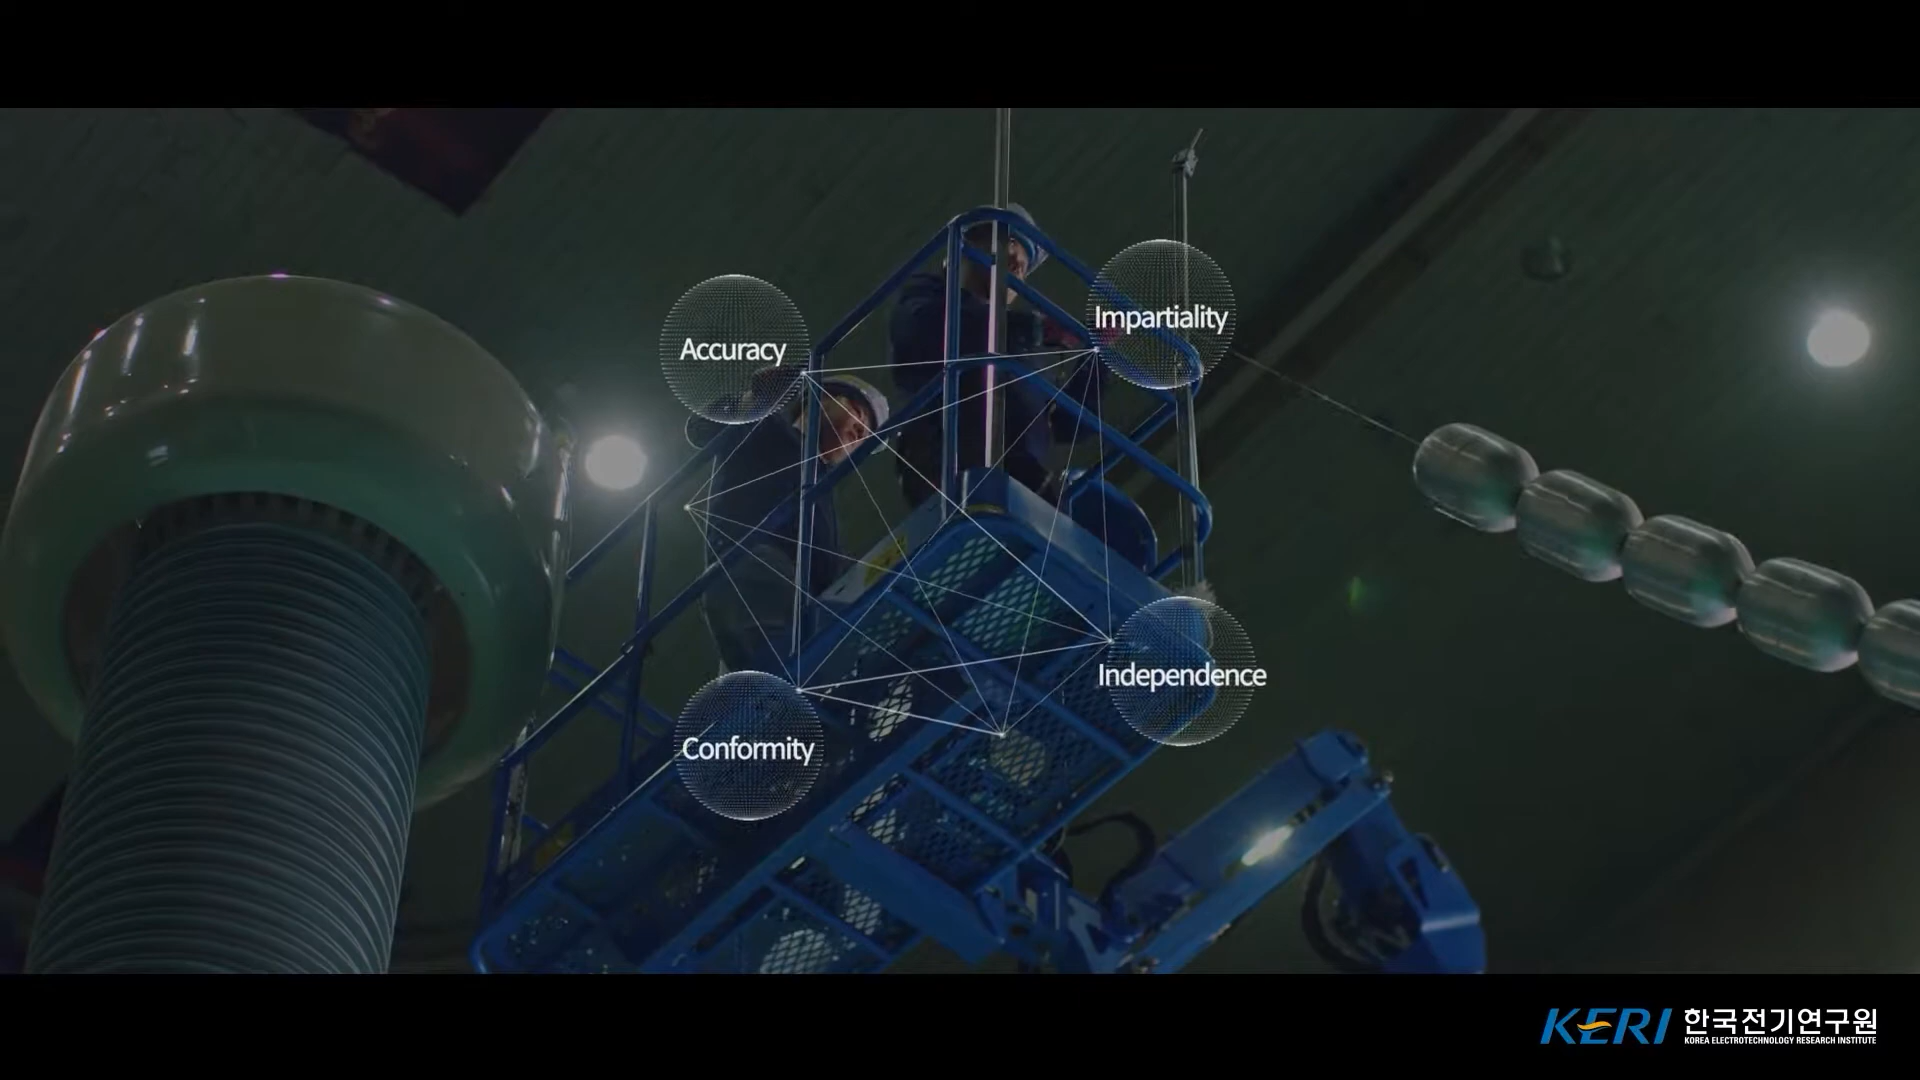 Impartiality
Accuracy
Independence
Conformity
KERI 한국전기연구원
KOREA ELECTROTECHNOLOGY RESEARCH INSTITUTE